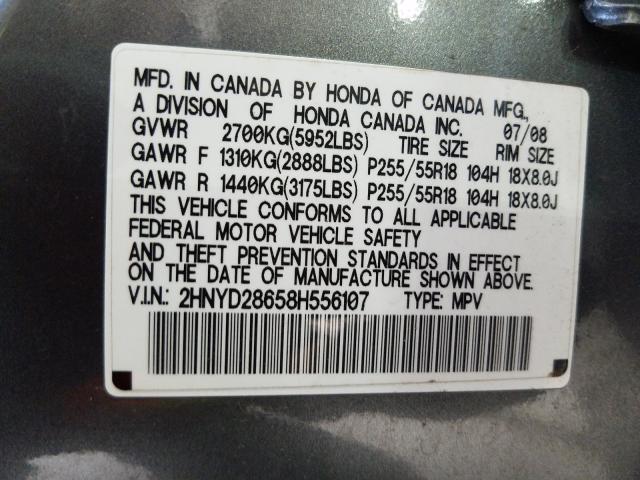 MFD. IN CANADA BY HONDA OF CANADA MFG.,
A DIVISION OF HONDA CANADA INC. 07/08
GVWR 2700KG(5952LBS) TIRE SIZE RIM SIZE
GAWR F 1310KG(2888LBS) P255/55R18 104H 18X8.0J
GAWR R 1440KG(3175LBS) P255/55R18 104H 18X8.0J
THIS VEHICLE CONFORMS TO ALL APPLICABLE
FEDERAL MOTOR VEHICLE SAFETY
AND THEFT PREVENTION STANDARDS IN EFFECT
ON THE DATE OF MANUFACTURE SHOWN ABOVE.
V.I.N.: 2HNYD28658H556107 TYPE: MPV